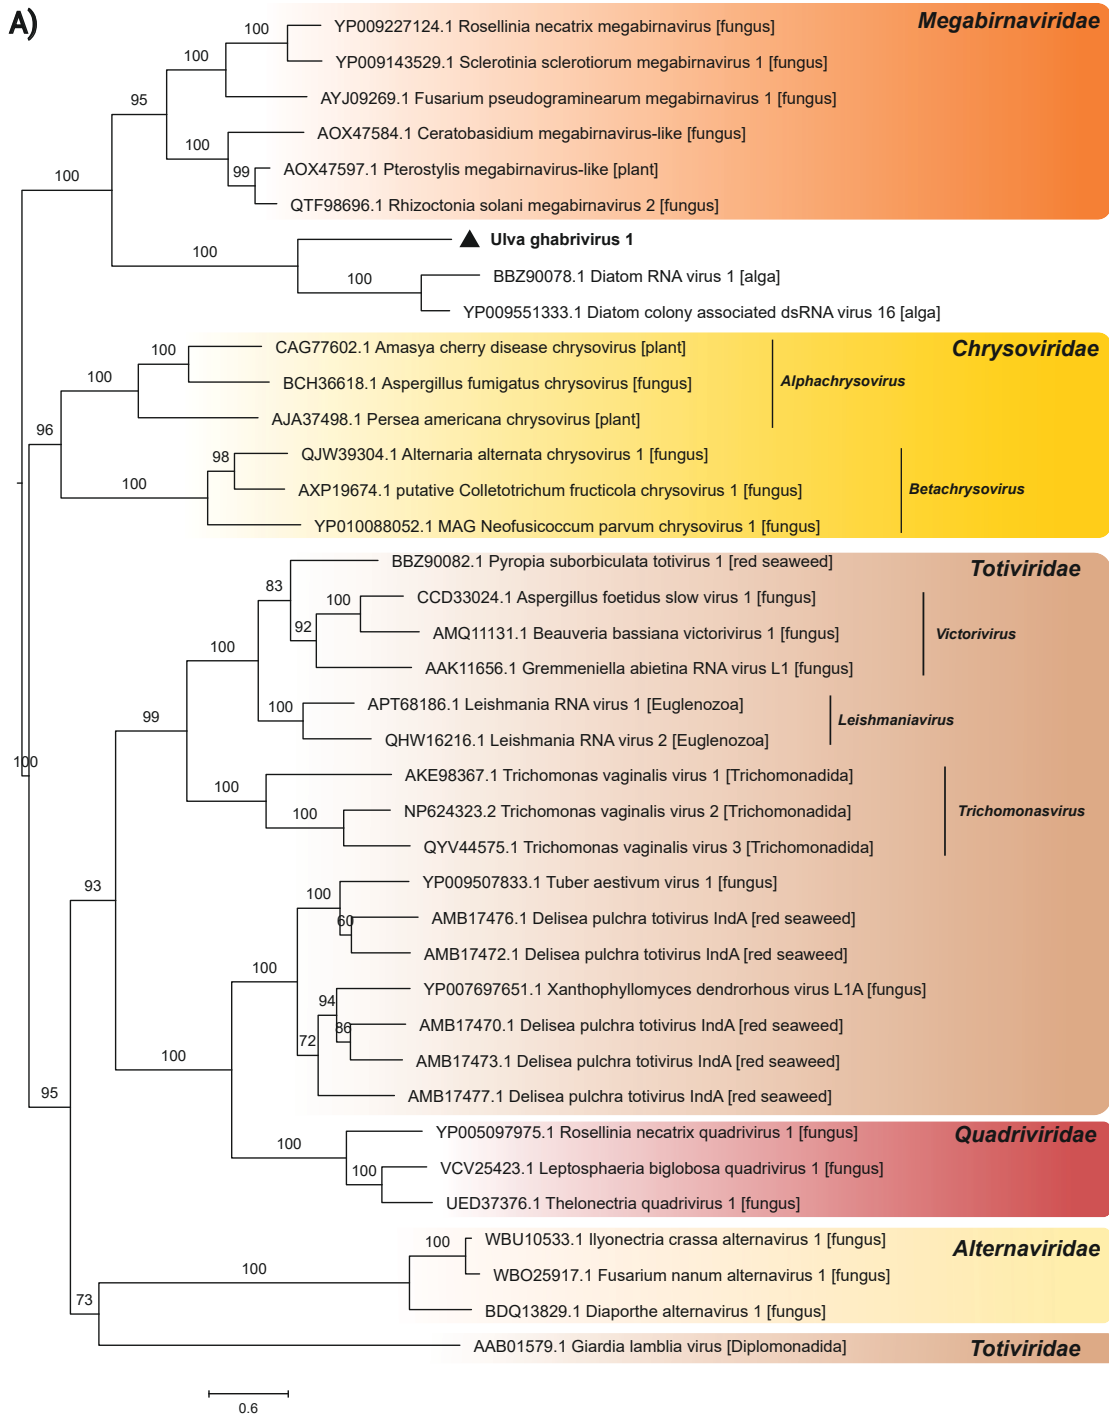 A)
Megabirnaviridae
100
YP009227124.1 Rosellinia necatrix megabirnavirus [fungus]
100
YP009143529.1 Sclerotinia sclerotiorum megabirnavirus 1 [fungus]
95
AYJ09269.1 Fusarium pseudograminearum megabirnavirus 1 [fungus]
100
AOX47584.1 Ceratobasidium megabirnavirus-like [fungus]
99
AOX47597.1 Pterostylis megabirnavirus-like [plant]
100
QTF98696.1 Rhizoctonia solani megabirnavirus 2 [fungus]
100
Ulva ghabrivirus 1
100
BBZ90078.1 Diatom RNA virus 1 [alga]
YP009551333.1 Diatom colony associated dsRNA virus 16 [alga]
Chrysoviridae
100
CAG77602.1 Amasya cherry disease chrysovirus [plant]
100
BCH36618.1 Aspergillus fumigatus chrysovirus [fungus]
Alphachrysovirus
AJA37498.1 Persea americana chrysovirus [plant]
96
98
QJW39304.1 Alternaria alternata chrysovirus 1 [fungus]
100
AXP19674.1 putative Colletotrichum fructicola chrysovirus 1 [fungus]
Betachrysovirus
YP010088052.1 MAG Neofusicoccum parvum chrysovirus 1 [fungus]
Totiviridae
BBZ90082.1 Pyropia suborbiculata totivirus 1 [red seaweed]
83
100
CCD33024.1 Aspergillus foetidus slow virus 1 [fungus]
92
AMQ11131.1 Beauveria bassiana victorivirus 1 [fungus]
Victorivirus
100
AAK11656.1 Gremmeniella abietina RNA virus L1 [fungus]
100
APT68186.1 Leishmania RNA virus 1 [Euglenozoa]
Leishmaniavirus
99
QHW16216.1 Leishmania RNA virus 2 [Euglenozoa]
100
AKE98367.1 Trichomonas vaginalis virus 1 [Trichomonadida]
100
100
NP624323.2 Trichomonas vaginalis virus 2 [Trichomonadida]
Trichomonasvirus
QYV44575.1 Trichomonas vaginalis virus 3 [Trichomonadida]
93
100
YP009507833.1 Tuber aestivum virus 1 [fungus]
60
AMB17476.1 Delisea pulchra totivirus IndA [red seaweed]
100
AMB17472.1 Delisea pulchra totivirus IndA [red seaweed]
94
YP007697651.1 Xanthophyllomyces dendrorhous virus L1A [fungus]
86
AMB17470.1 Delisea pulchra totivirus IndA [red seaweed]
72
100
AMB17473.1 Delisea pulchra totivirus IndA [red seaweed]
95
AMB17477.1 Delisea pulchra totivirus IndA [red seaweed]
Quadriviridae
100
YP005097975.1 Rosellinia necatrix quadrivirus 1 [fungus]
100
VCV25423.1 Leptosphaeria biglobosa quadrivirus 1 [fungus]
UED37376.1 Thelonectria quadrivirus 1 [fungus]
Alternaviridae
100
WBU10533.1 Ilyonectria crassa alternavirus 1 [fungus]
100
WBO25917.1 Fusarium nanum alternavirus 1 [fungus]
73
BDQ13829.1 Diaporthe alternavirus 1 [fungus]
AAB01579.1 Giardia lamblia virus [Diplomonadida]
Totiviridae
0.6